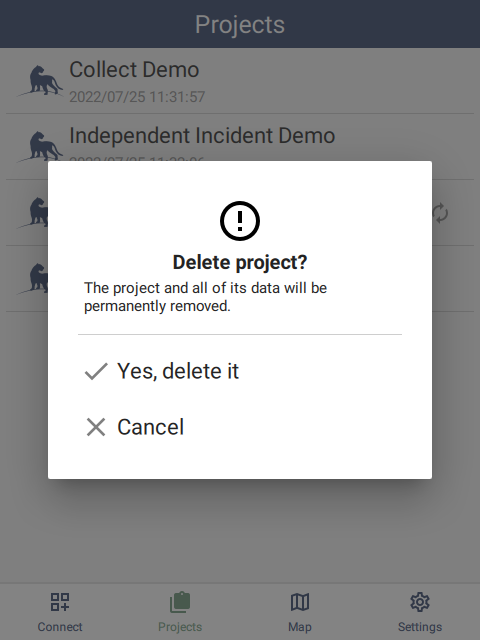 Projects
Collect Demo
2022/07/25 11:31:57
Independent Incident Demo
Delete project?
The project and all of its data will be
permanently removed.
Yes, delete it
Cancel
Connect
Projects
Map
Settings